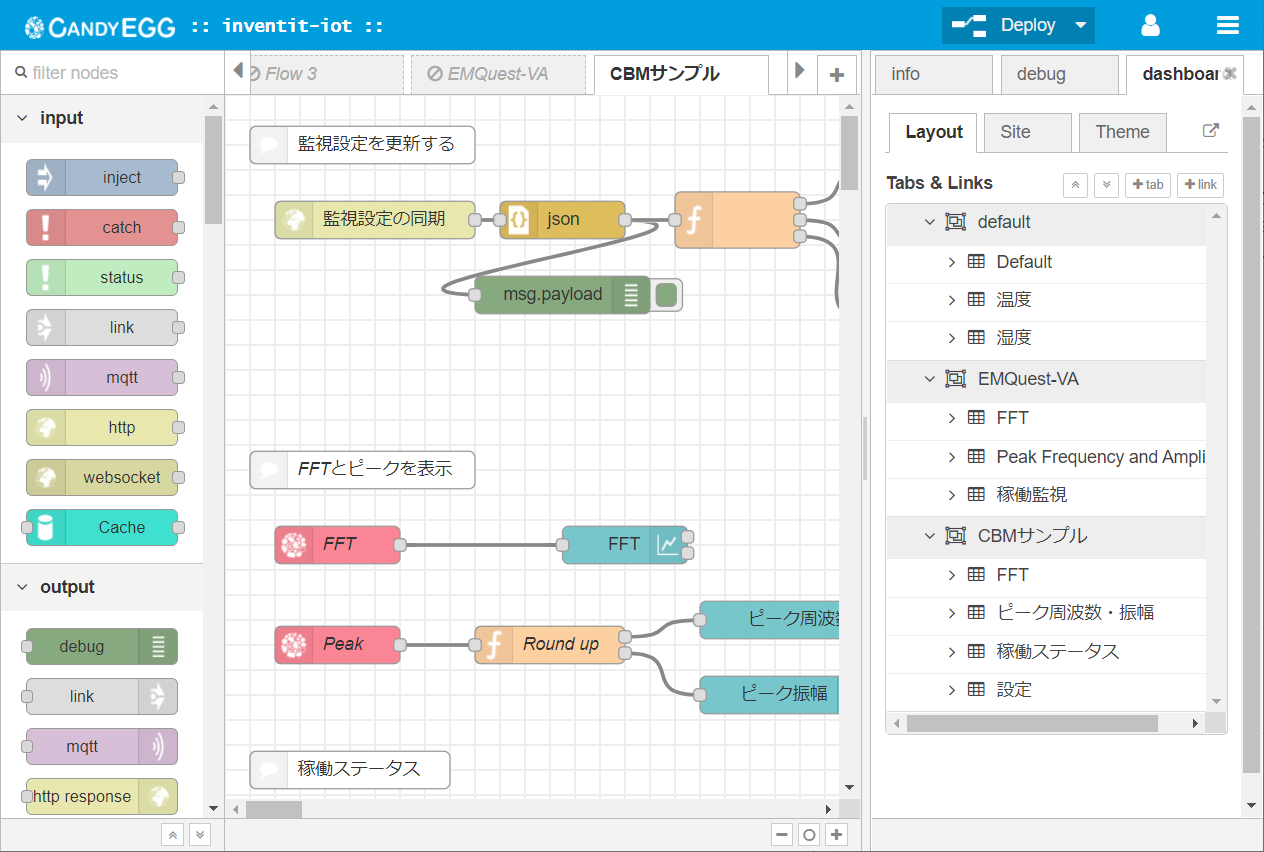 CANDYEGG :: inventit-iot ::
Deploy
filter nodes
input
inject
catch
status
link
mqtt
http
websocket
Cache
output
debug
link
mqtt
http response
Flow 3
EMQuest-VA
CBMサンプル
監視設定を更新する
監視設定の同期
json
msg.payload
FFTとピークを表示
FFT
FFT
Peak
Round up
ピーク周波数
ピーク振幅
稼働ステータス
info
debug
dashboar
Layout
Site
Theme
Tabs & Links
tab
link
default
Default
温度
湿度
EMQuest-VA
FFT
Peak Frequency and Ampli
稼働監視
CBMサンプル
FFT
ピーク周波数・振幅
稼働ステータス
設定